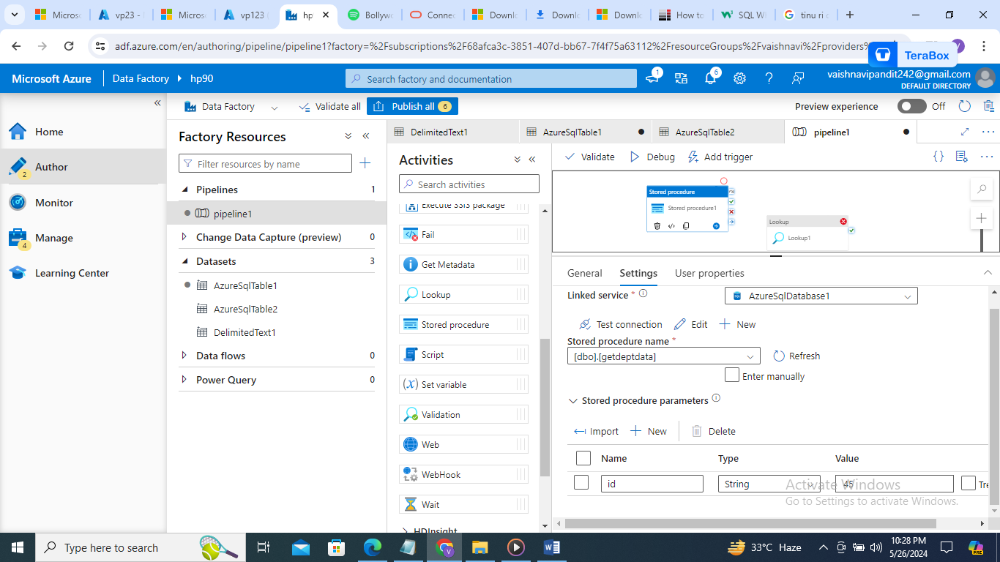 Micros
vp23 -
Micros
vp123 (
hp
Bollyw
Connec
Downlo
Downlo
Downlo
How to
SQL Wi
tinu ri
adf.azure.com/en/authoring/pipeline/pipeline1?factory=%2Fsubscriptions%2F68afca3c-3851-407d-bb67-7f4f75a63112%2FresourceGroups%2Fvaishnavi%2Fproviders%
TeraBox
Microsoft Azure
Data Factory
hp90
Search factory and documentation
1
6
vaishnavipandit242@gmail.com
DEFAULT DIRECTORY
Data Factory
Validate all
Publish all 6
Preview experience
Off
Home
Author
2
Monitor
Manage
4
Learning Center
Factory Resources
Filter resources by name
Pipelines 1
pipeline1
Change Data Capture (preview) 0
Datasets 3
AzureSqlTable1
AzureSqlTable2
DelimitedText1
Data flows 0
Power Query 0
DelimitedText1
AzureSqlTable1
AzureSqlTable2
pipeline1
Activities
Search activities
Execute SSIS package
Fail
Get Metadata
Lookup
Stored procedure
Script
(x) Set variable
Validation
Web
WebHook
Wait
HDInsight
Validate
Debug
Add trigger
{}
Stored procedure
Stored procedure1
Lookup
Lookup1
General
Settings
User properties
Linked service *
AzureSqlDatabase1
Test connection
Edit
New
Stored procedure name *
[dbo].[getdeptdata]
Refresh
Enter manually
Stored procedure parameters
Import
New
Delete
Name Type Value
id String 45 Tre
Activate Windows
Go to Settings to activate Windows.
Type here to search
33°C Haze
10:28 PM
5/26/2024
PRE